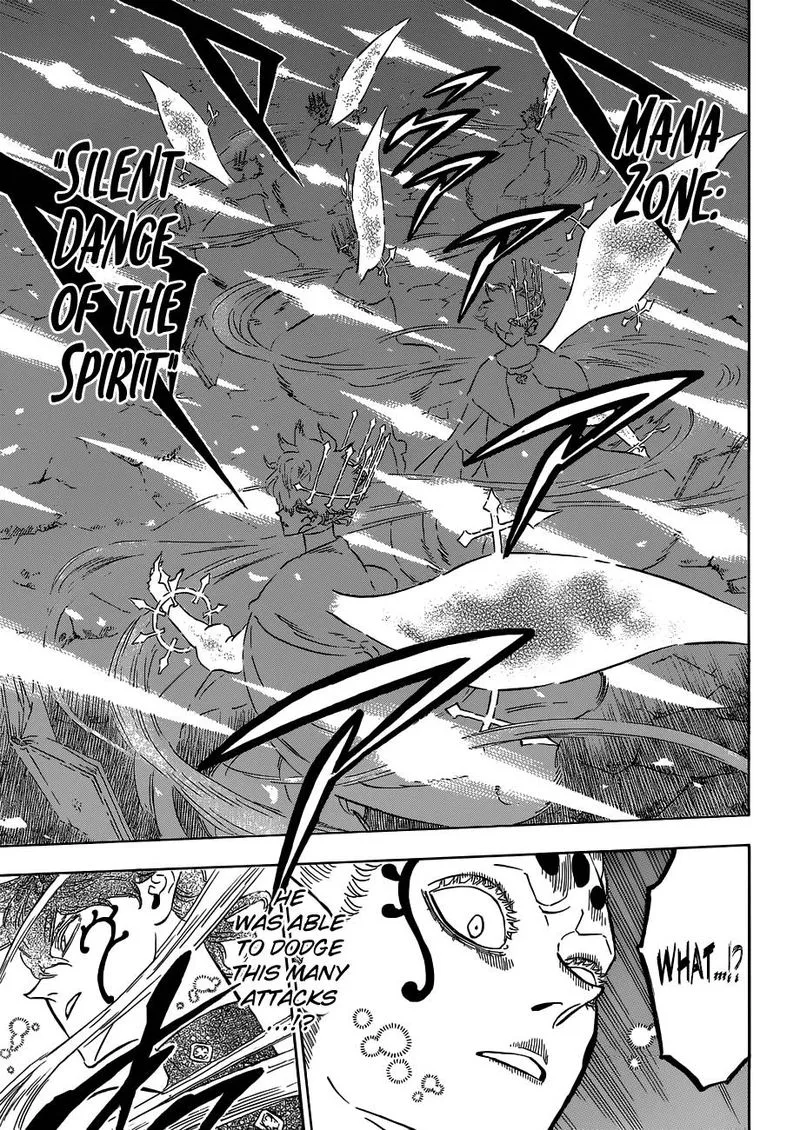 MANA
ZONE:
"SILENT
DANCE
OF THE
SPIRIT"
WHAT...!?
HE
WAS ABLE
TO DODGE
THIS MANY
ATTACKS
...!?